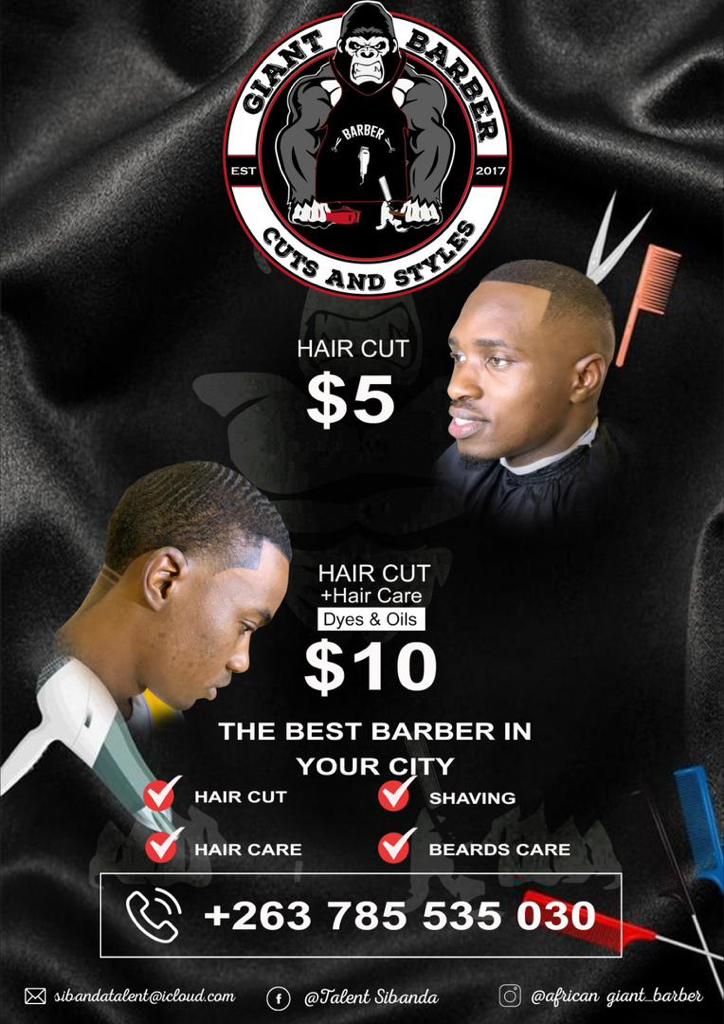 GIANT BARBER
BARBER
EST 2017
CUTS AND STYLES
HAIR CUT
$5
HAIR CUT
+Hair Care
Dyes & Oils
$10
THE BEST BARBER IN
YOUR CITY
HAIR CUT SHAVING
HAIR CARE BEARDS CARE
+263 785 535 030
sibandatalent@icloud.com @Talent Sibanda @african giant_barber